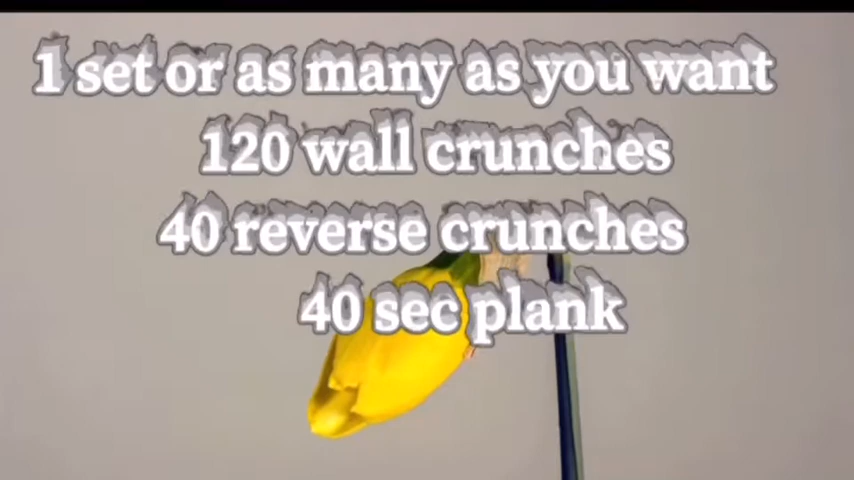 1 set or as many as you want
120 wall crunches
40 reverse crunches
40 sec plank